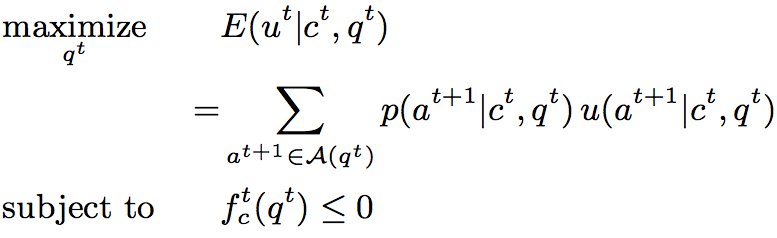 maximize E(u^t|c^t, q^t)
q^t
= ∑ p(a^{t+1}|c^t, q^t) u(a^{t+1}|c^t, q^t)
a^{t+1}∈𝒜(q^t)
subject to f_c^t(q^t) ≤ 0